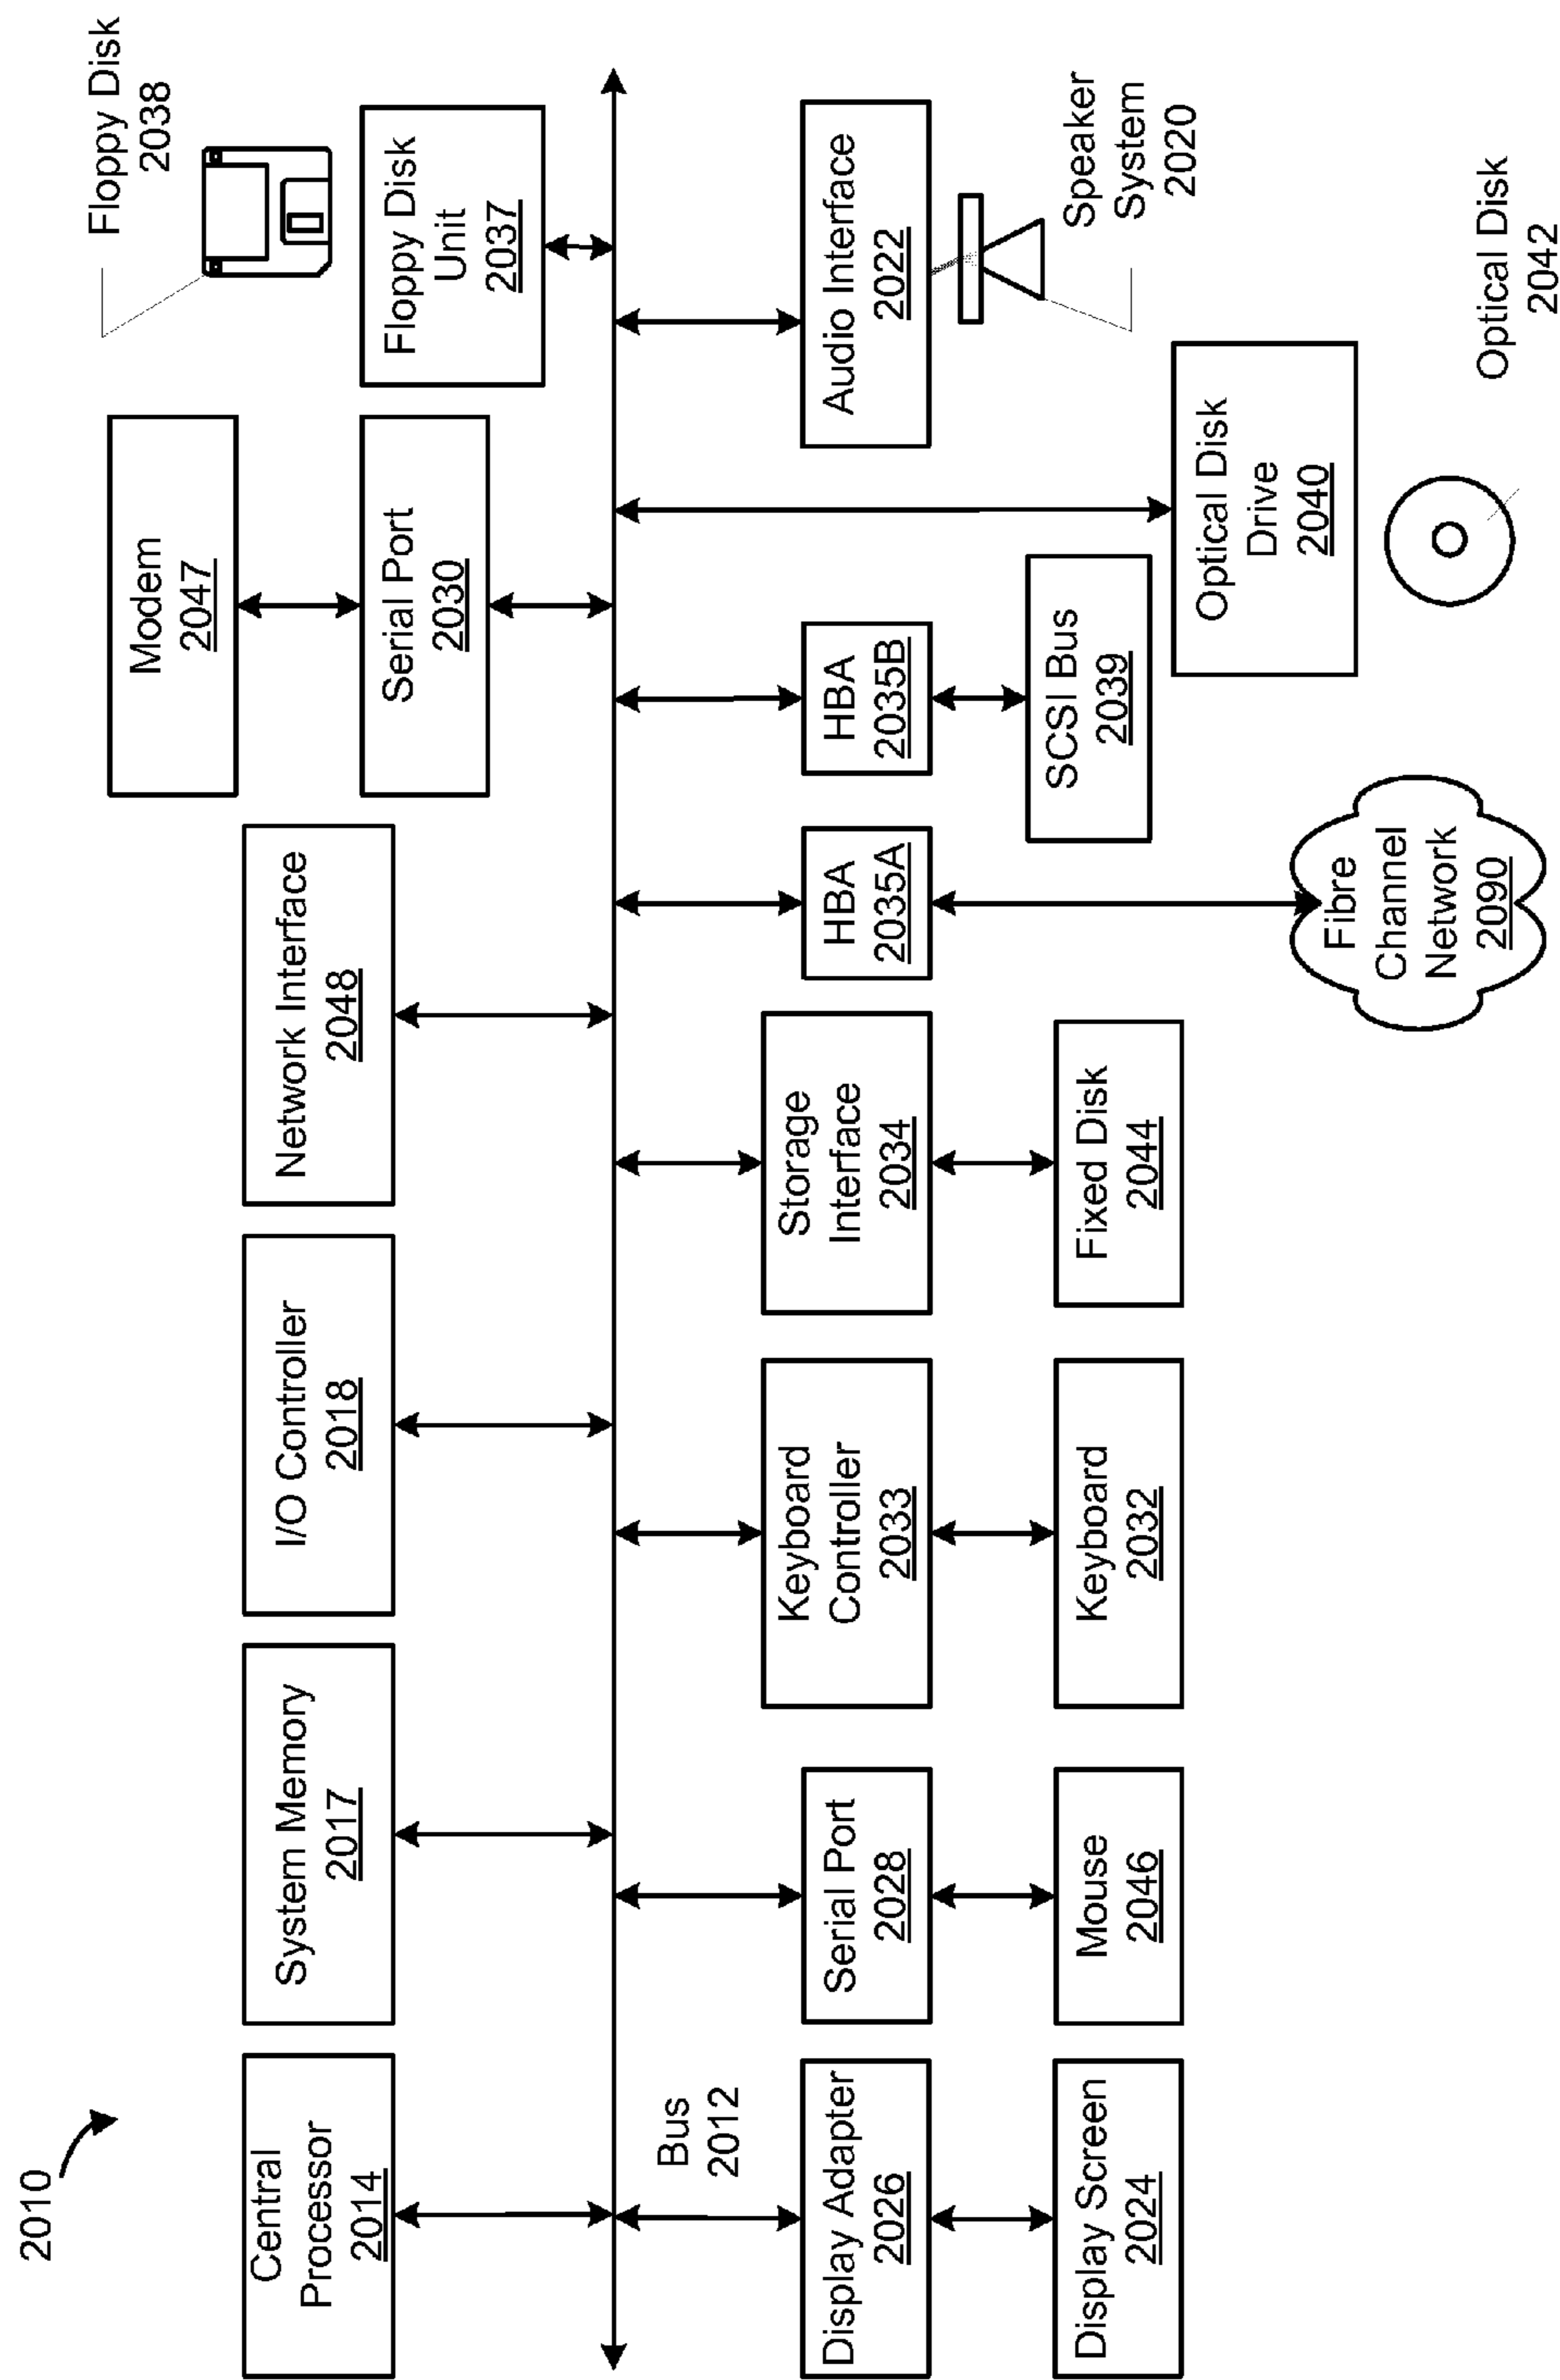 2010
Central
Processor
2014
System Memory
2017
I/O Controller
2018
Network Interface
2048
Modem
2047
Serial Port
2030
Floppy Disk
2038
Floppy Disk
Unit
2037
Bus
2012
Display Adapter
2026
Display Screen
2024
Serial Port
2028
Mouse
2046
Keyboard
Controller
2033
Keyboard
2032
Storage
Interface
2034
Fixed Disk
2044
HBA
2035A
Fibre
Channel
Network
2090
HBA
2035B
SCSI Bus
2039
Audio Interface
2022
Speaker
System
2020
Optical Disk
Drive
2040
Optical Disk
2042